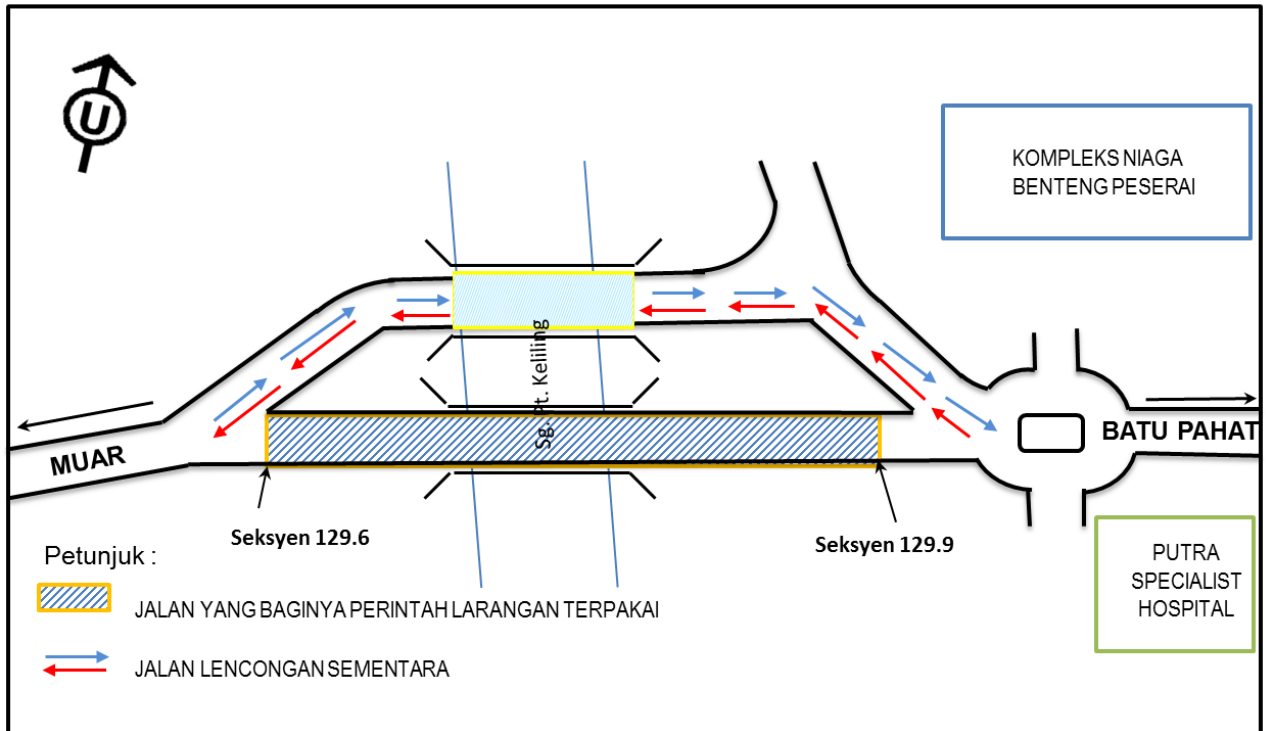 U
KOMPLEKS NIAGA
BENTENG PESERAI
Sg. Pt. Keliling
MUAR
BATU PAHAT
Seksyen 129.6
Seksyen 129.9
PUTRA
SPECIALIST
HOSPITAL
Petunjuk :
JALAN YANG BAGINYA PERINTAH LARANGAN TERPAKAI
JALAN LENCONGAN SEMENTARA